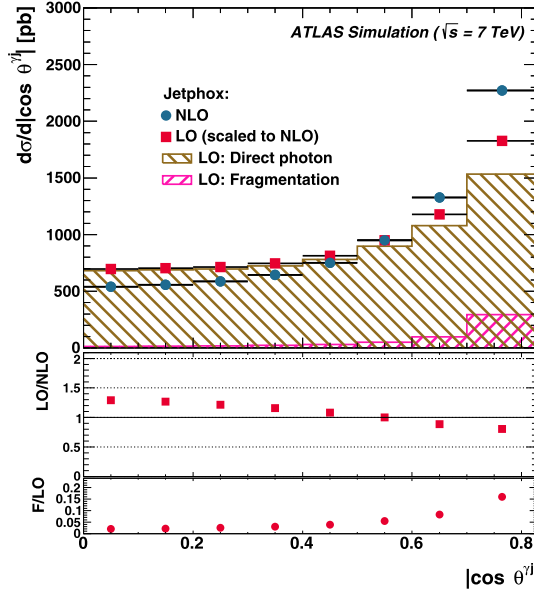 3000
2500
2000
1500
1000
500
0
dσ/d|cos θ^γj| [pb]
ATLAS Simulation (√s = 7 TeV)
Jetphox:
NLO
LO (scaled to NLO)
LO: Direct photon
LO: Fragmentation
2
1.5
1
0.5
0
LO/NLO
0.2
0.15
0.1
0.05
0
F/LO
0 0.2 0.4 0.6 0.8
|cos θ^γj|